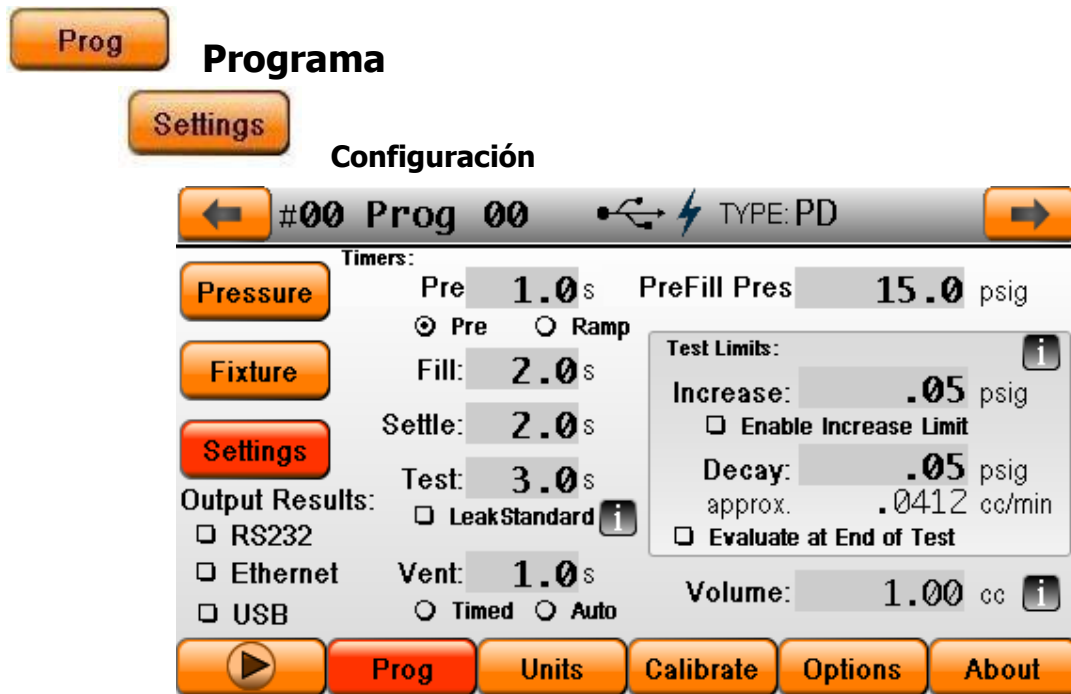 Prog
Programa
Settings
Configuración
#00 Prog 00 TYPE: PD
Timers:
Pressure
Pre 1.0 s
PreFill Pres 15.0 psig
Pre Ramp
Fixture
Fill: 2.0 s
Test Limits:
i
Increase: .05 psig
Enable Increase Limit
Settings
Settle: 2.0 s
Decay: .05 psig
approx. .0412 cc/min
Evaluate at End of Test
Test: 3.0 s
LeakStandard i
Output Results:
RS232
Ethernet
USB
Vent: 1.0 s
Timed Auto
Volume: 1.00 cc i
Prog Units Calibrate Options About